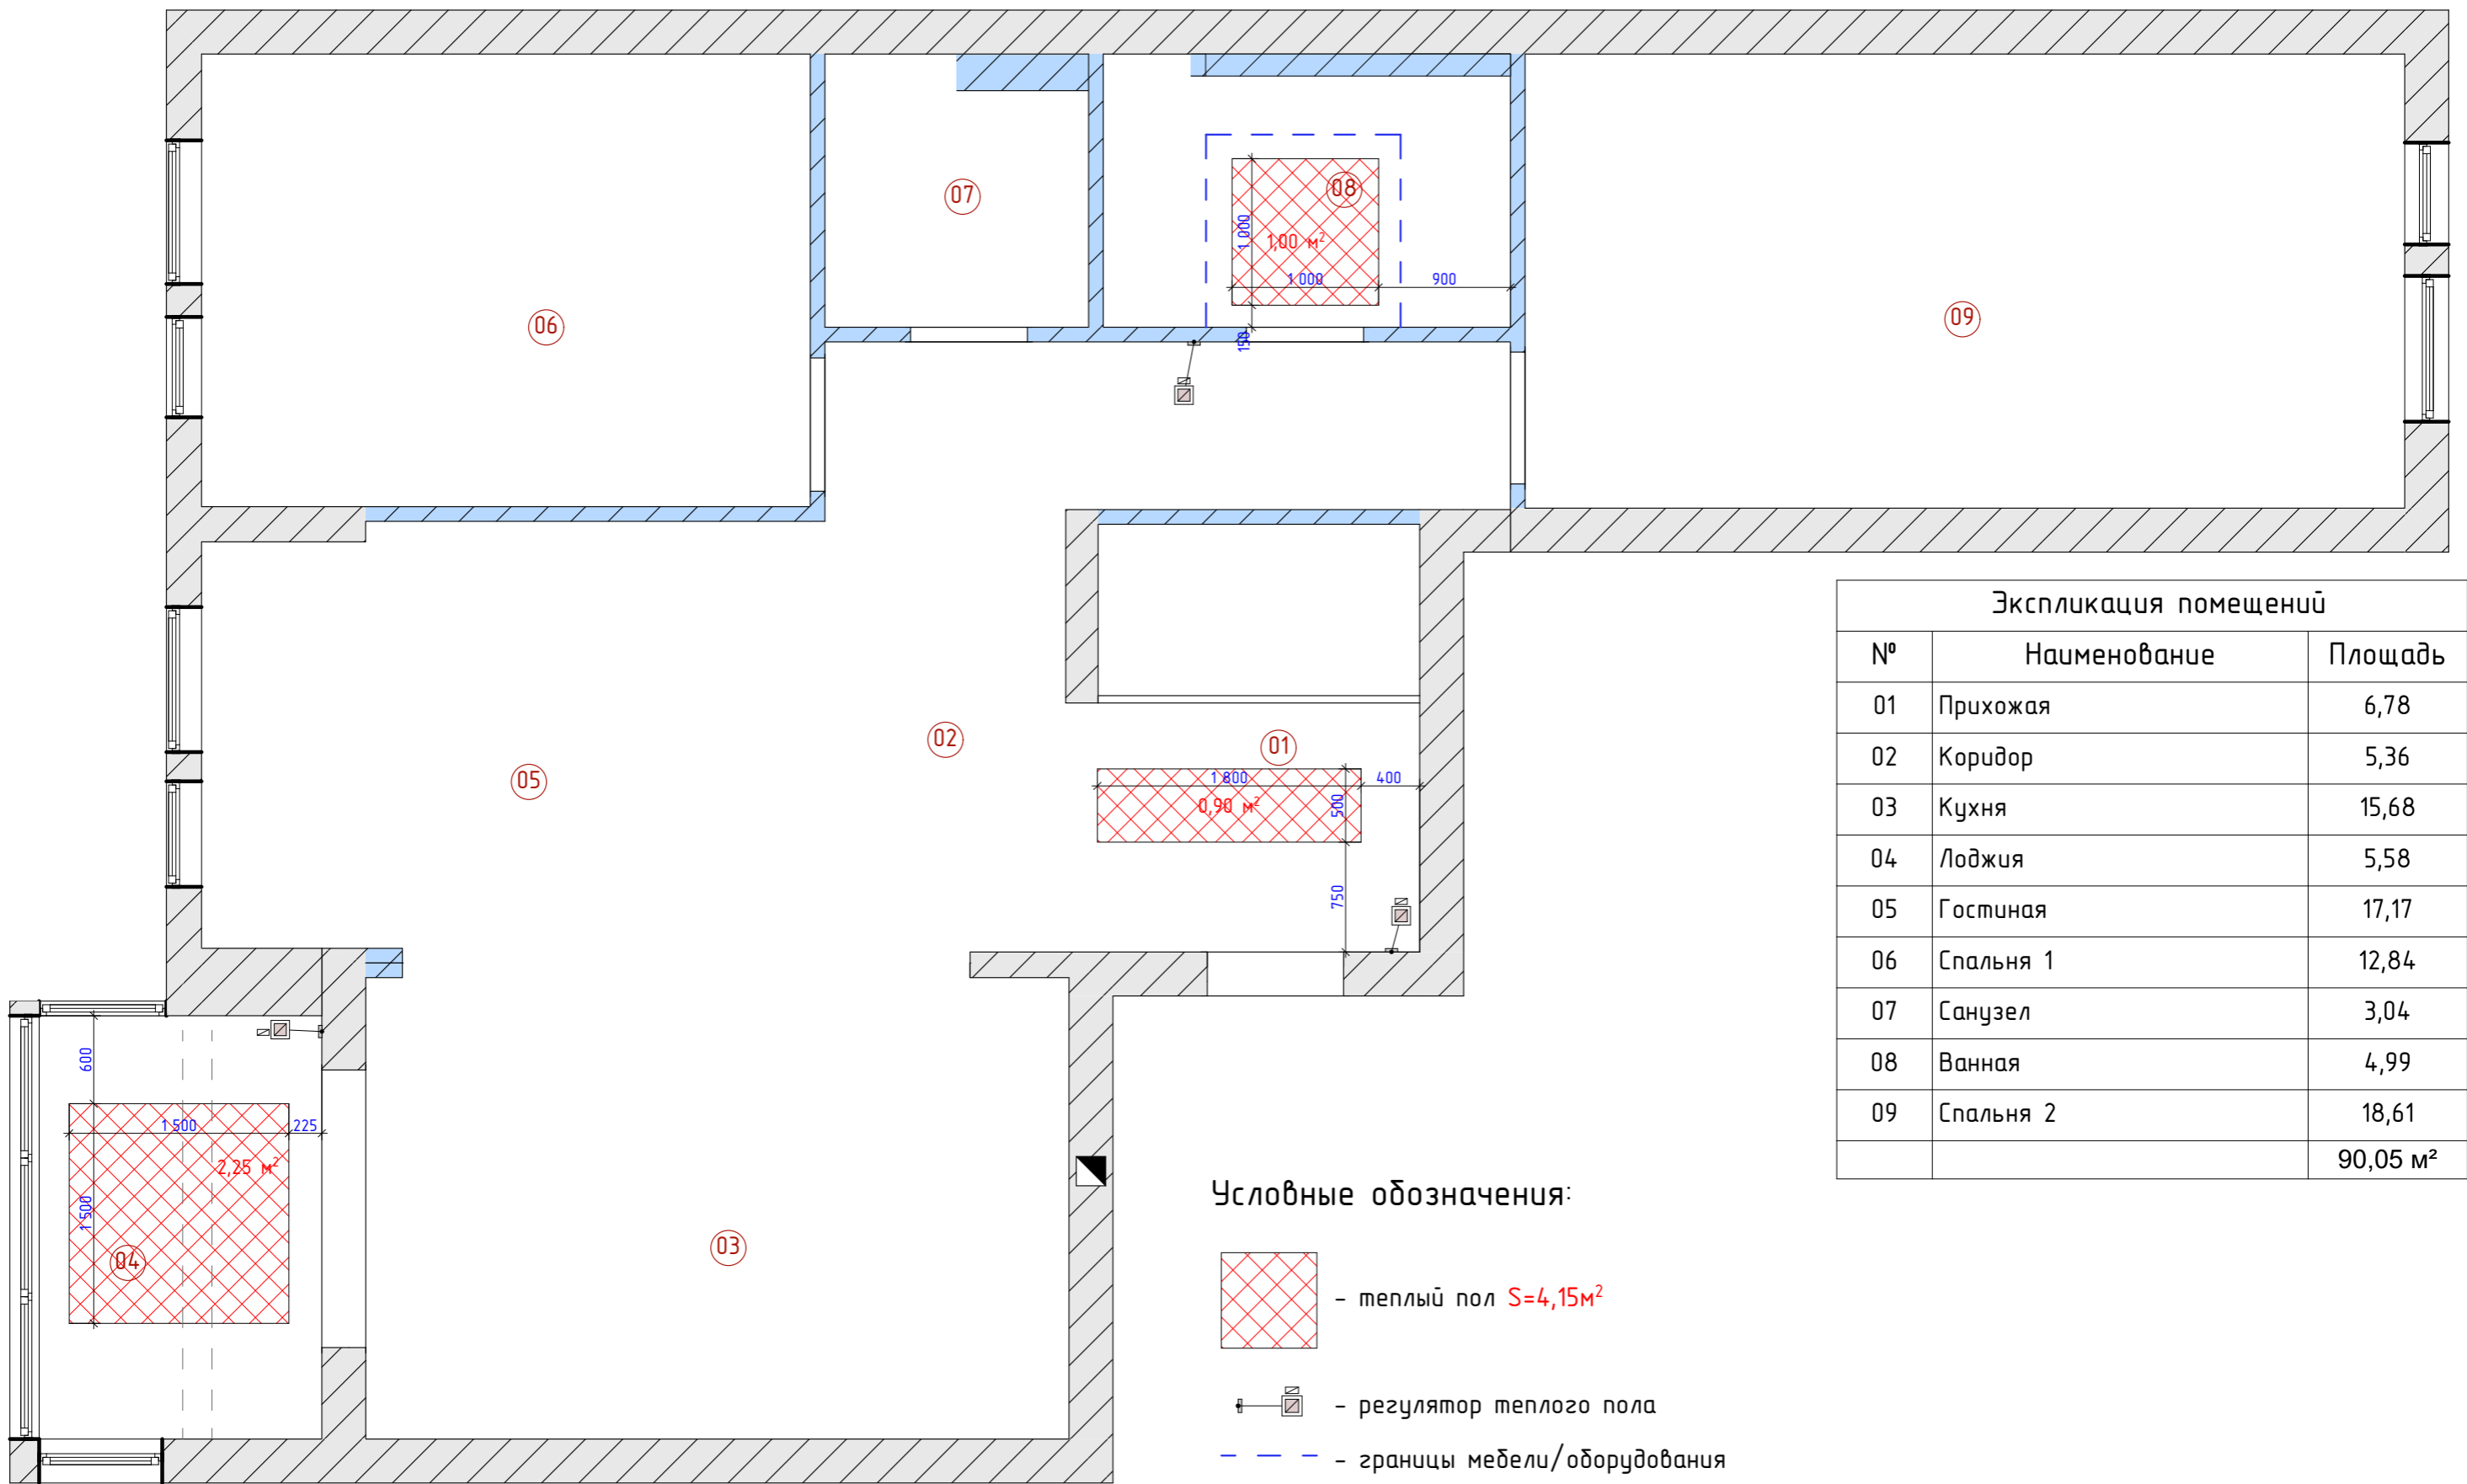 07
08
1 000
1,00 м²
1 000
900
150
06
09
02
01
05
1 800
400
0,90 м²
500
750
600
1 500
225
2,25 м²
1 500
04
03
Экспликация помещений
№ Наименование Площадь
01 Прихожая 6,78
02 Коридор 5,36
03 Кухня 15,68
04 Лоджия 5,58
05 Гостиная 17,17
06 Спальня 1 12,84
07 Санузел 3,04
08 Ванная 4,99
09 Спальня 2 18,61
90,05 м²
Условные обозначения:
- теплый пол S=4,15м²
- регулятор теплого пола
- границы мебели/оборудования